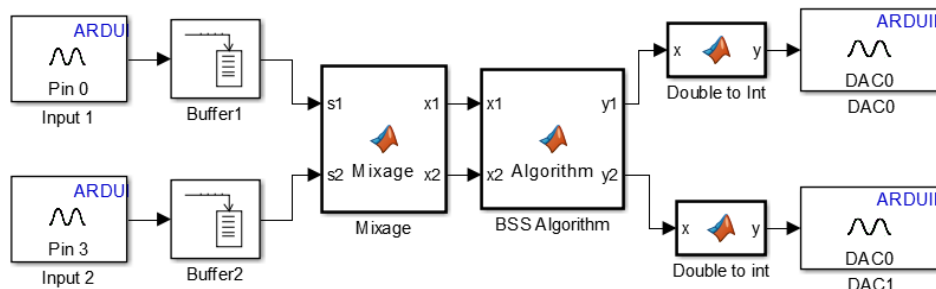 ARDUI
Pin 0
Input 1
Buffer1
s1
s2
Mixage
x1
x2
Mixage
x1
x2
Algorithm
y1
y2
BSS Algorithm
x
y
Double to Int
ARDUI
DAC0
DAC0
ARDUI
Pin 3
Input 2
Buffer2
x
y
Double to int
ARDUI
DAC0
DAC1